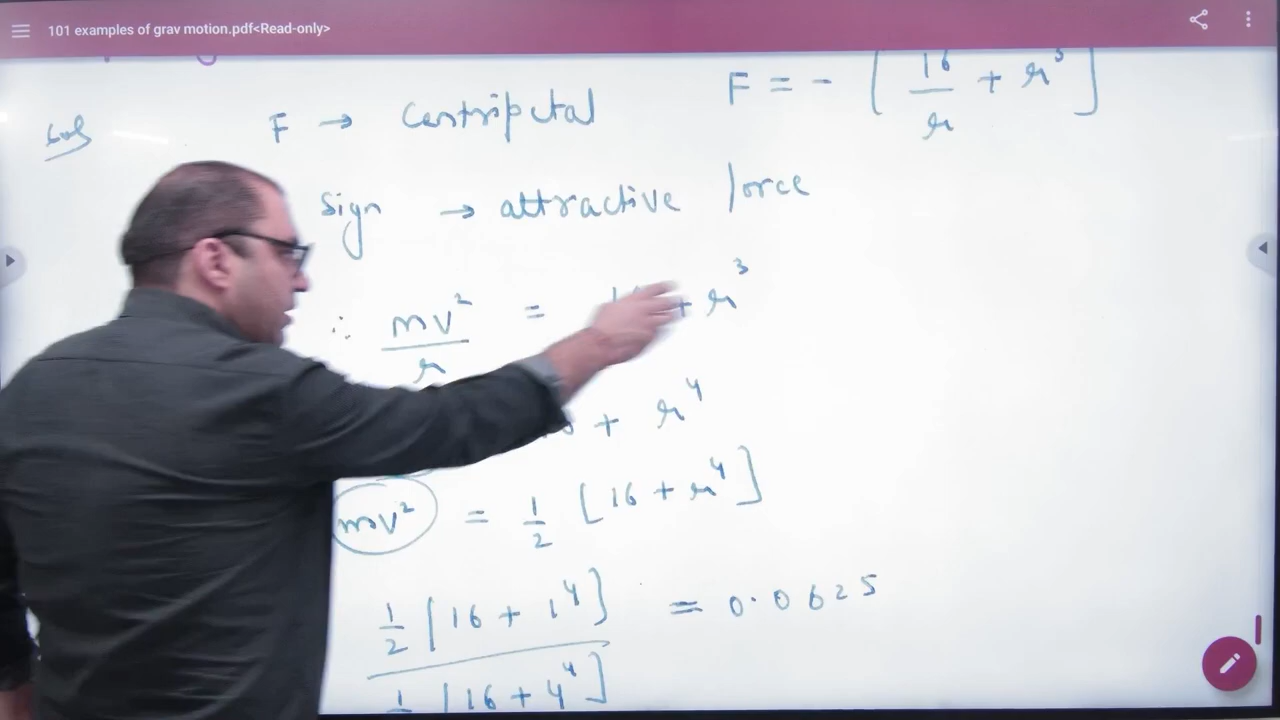 101 examples of grav motion.pdf<Read-only>
F = - [ 16/r + r³ ]
Sol F → Centripetal
Sign → attractive force
∴ mv²/r = + r³
+ r⁴
mv² = 1/2 [16 + r⁴]
1/2 [16 + 1⁴] = 0.0625
1 [16 + 4⁴]